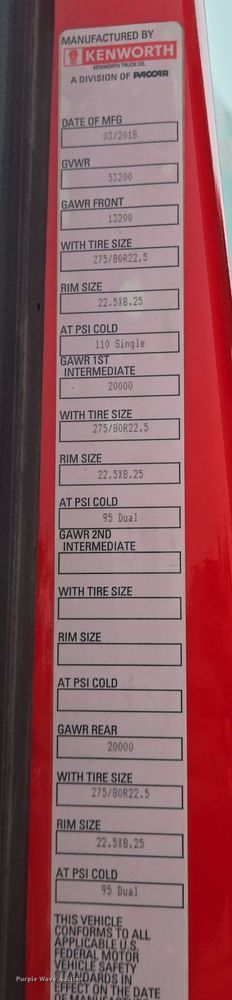 MANUFACTURED BY
KENWORTH
KENWORTH TRUCK CO.
A DIVISION OF PACCAR
DATE OF MFG
03/2018
GVWR
53200
GAWR FRONT
13200
WITH TIRE SIZE
275/80R22.5
RIM SIZE
22.5X8.25
AT PSI COLD
110 Single
GAWR 1ST
INTERMEDIATE
20000
WITH TIRE SIZE
275/80R22.5
RIM SIZE
22.5X8.25
AT PSI COLD
95 Dual
GAWR 2ND
INTERMEDIATE
WITH TIRE SIZE
RIM SIZE
AT PSI COLD
GAWR REAR
20000
WITH TIRE SIZE
275/80R22.5
RIM SIZE
22.5X8.25
AT PSI COLD
95 Dual
THIS VEHICLE
CONFORMS TO ALL
APPLICABLE U.S.
FEDERAL MOTOR
VEHICLE SAFETY
STANDARDS IN
EFFECT ON THE DATE
OF
Purple Wave Auction